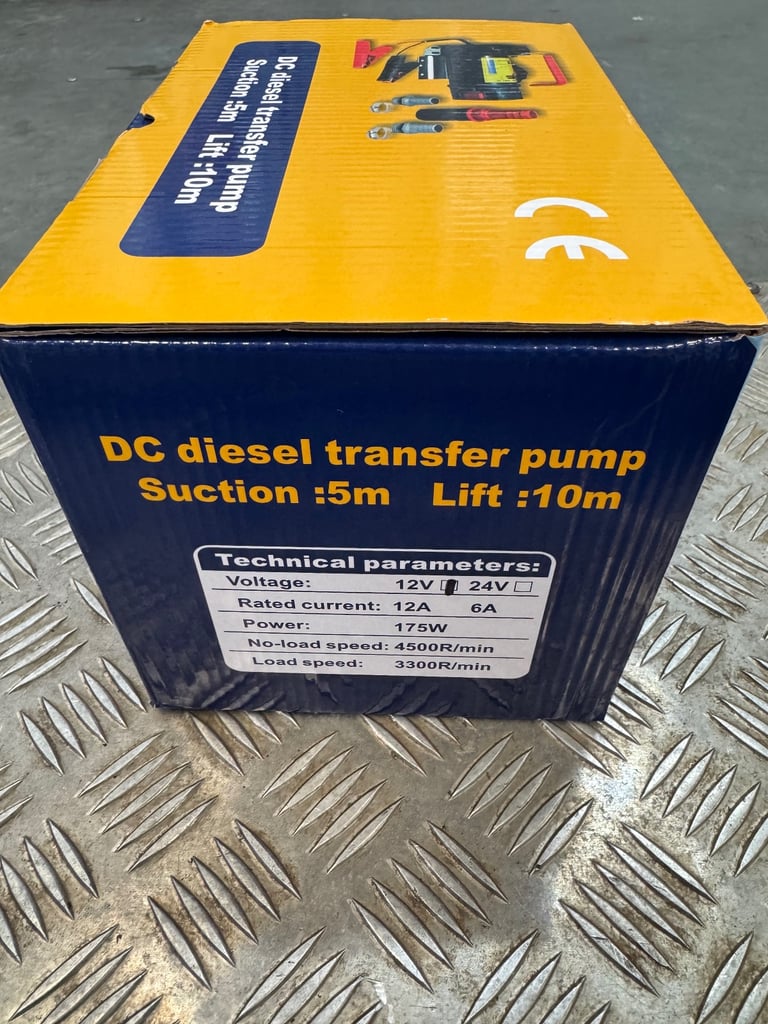 DC diesel transfer pump
Suction :5m Lift :10m
CE
DC diesel transfer pump
Suction :5m Lift :10m
Technical parameters:
Voltage: 12V 24V
Rated current: 12A 6A
Power: 175W
No-load speed: 4500R/min
Load speed: 3300R/min